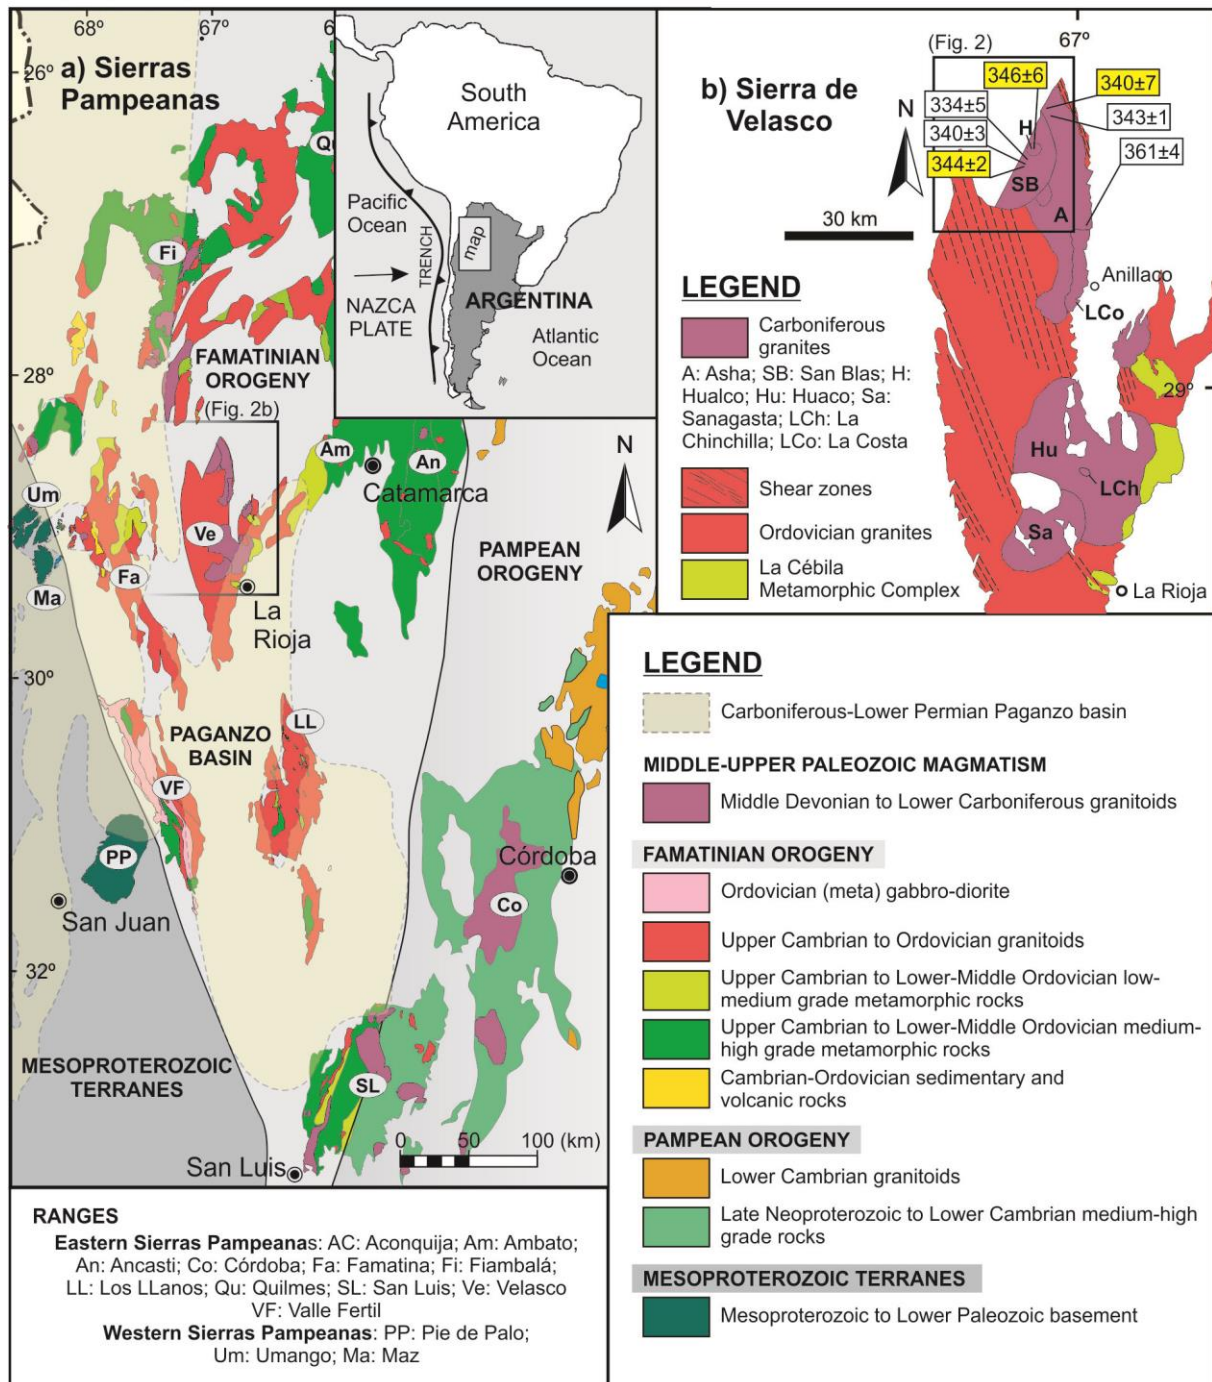 68º
67º
6
26º
a) Sierras
Pampeanas
Qu
Fi
FAMATINIAN
OROGENY
28º
(Fig. 2b)
Am
An
Catamarca
N
Um
Ve
Fa
Ma
La
Rioja
PAMPEAN
OROGENY
30º
PAGANZO
BASIN
LL
VF
PP
San Juan
Córdoba
Co
32º
MESOPROTEROZOIC
TERRANES
SL
0 50 100 (km)
San Luis
South
America
Pacific
Ocean
TRENCH
map
NAZCA
PLATE
ARGENTINA
Atlantic
Ocean
(Fig. 2)
67º
b) Sierra de
Velasco
N
346±6
340±7
334±5
H
343±1
340±3
361±4
344±2
SB
A
30 km
Anillaco
LCo
29º
Hu
LCh
Sa
La Rioja
LEGEND
Carboniferous
granites
A: Asha; SB: San Blas; H:
Hualco; Hu: Huaco; Sa:
Sanagasta; LCh: La
Chinchilla; LCo: La Costa
Shear zones
Ordovician granites
La Cébila
Metamorphic Complex
LEGEND
Carboniferous-Lower Permian Paganzo basin
MIDDLE-UPPER PALEOZOIC MAGMATISM
Middle Devonian to Lower Carboniferous granitoids
FAMATINIAN OROGENY
Ordovician (meta) gabbro-diorite
Upper Cambrian to Ordovician granitoids
Upper Cambrian to Lower-Middle Ordovician low-
medium grade metamorphic rocks
Upper Cambrian to Lower-Middle Ordovician medium-
high grade metamorphic rocks
Cambrian-Ordovician sedimentary and
volcanic rocks
PAMPEAN OROGENY
Lower Cambrian granitoids
Late Neoproterozoic to Lower Cambrian medium-high
grade rocks
MESOPROTEROZOIC TERRANES
Mesoproterozoic to Lower Paleozoic basement
RANGES
Eastern Sierras Pampeanas: AC: Aconquija; Am: Ambato;
An: Ancasti; Co: Córdoba; Fa: Famatina; Fi: Fiambalá;
LL: Los LLanos; Qu: Quilmes; SL: San Luis; Ve: Velasco
VF: Valle Fertil
Western Sierras Pampeanas: PP: Pie de Palo;
Um: Umango; Ma: Maz